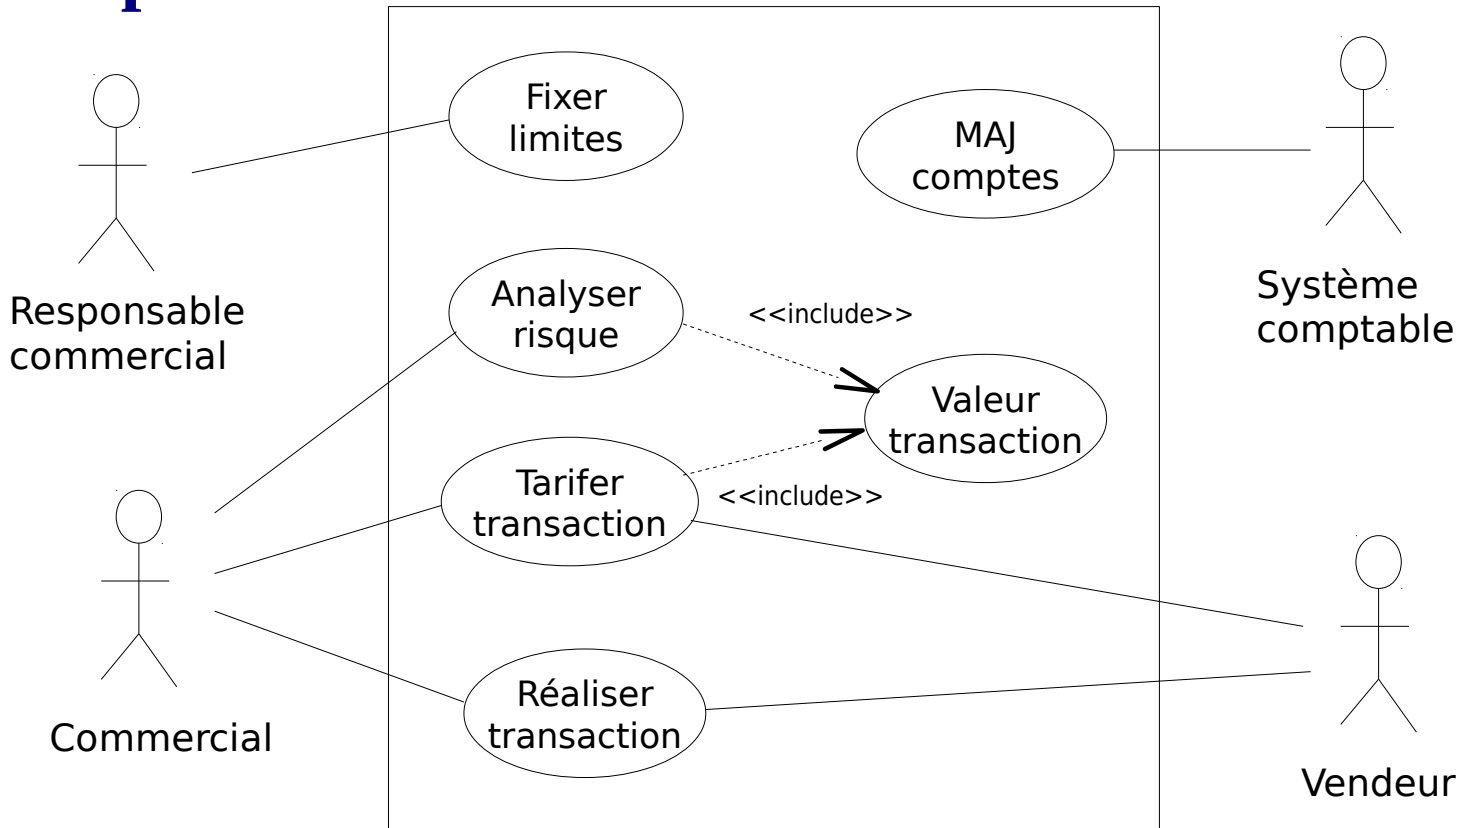 Fixer
limites
MAJ
comptes
Responsable
commercial
Système
comptable
Analyser
risque
<<include>>
Valeur
transaction
Tarifer
transaction
<<include>>
Réaliser
transaction
Commercial
Vendeur